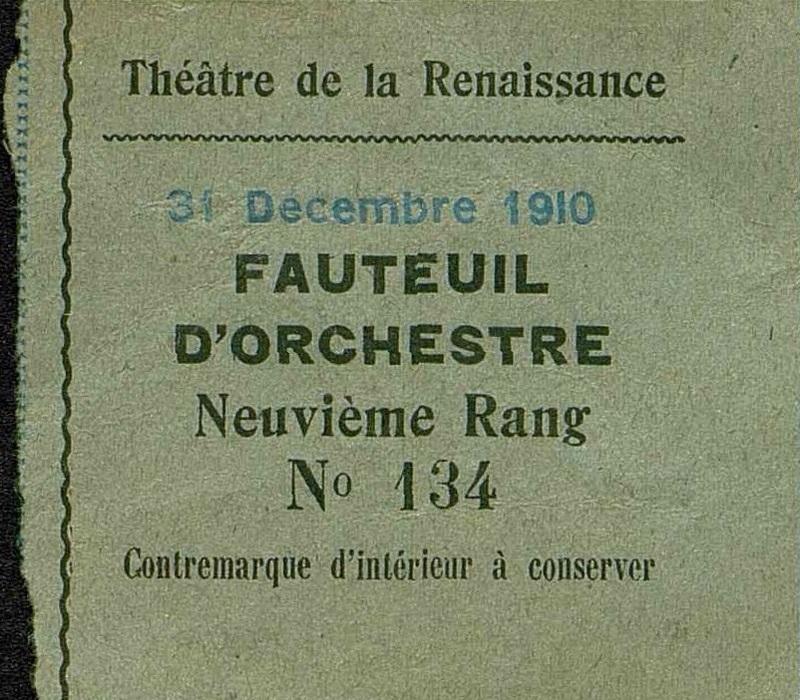 Théâtre de la Renaissance
31 Decembre 1910
FAUTEUIL
D'ORCHESTRE
Neuvième Rang
No 134
Contremarque d'intérieur à conserver